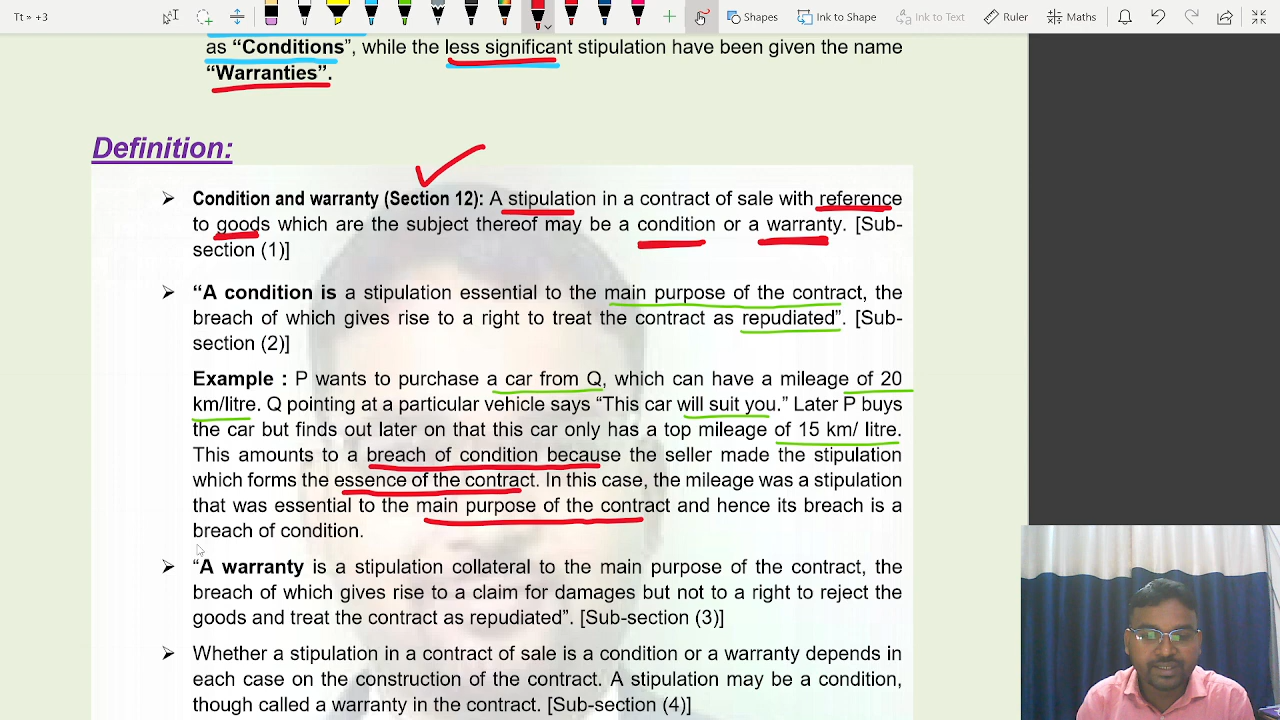 Tt > +3
Shapes
Ink to Shape
Ink to Text
Ruler
Maths
as “Conditions”, while the less significant stipulation have been given the name
“Warranties”.
Definition:
➢ Condition and warranty (Section 12): A stipulation in a contract of sale with reference
to goods which are the subject thereof may be a condition or a warranty. [Sub-
section (1)]
➢ “A condition is a stipulation essential to the main purpose of the contract, the
breach of which gives rise to a right to treat the contract as repudiated”. [Sub-
section (2)]
Example : P wants to purchase a car from Q, which can have a mileage of 20
km/litre. Q pointing at a particular vehicle says “This car will suit you.” Later P buys
the car but finds out later on that this car only has a top mileage of 15 km/ litre.
This amounts to a breach of condition because the seller made the stipulation
which forms the essence of the contract. In this case, the mileage was a stipulation
that was essential to the main purpose of the contract and hence its breach is a
breach of condition.
➢ “A warranty is a stipulation collateral to the main purpose of the contract, the
breach of which gives rise to a claim for damages but not to a right to reject the
goods and treat the contract as repudiated”. [Sub-section (3)]
➢ Whether a stipulation in a contract of sale is a condition or a warranty depends in
each case on the construction of the contract. A stipulation may be a condition,
though called a warranty in the contract. [Sub-section (4)]